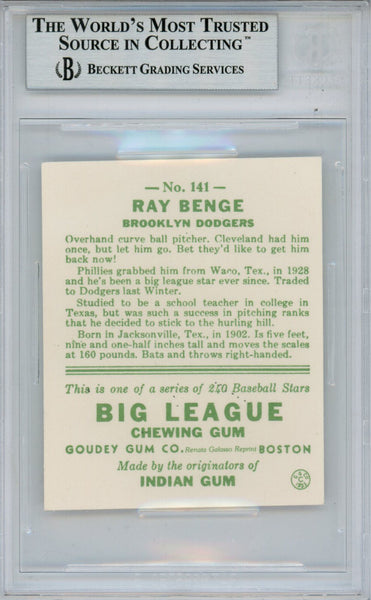 THE WORLD'S MOST TRUSTED
SOURCE IN COLLECTING™
BECKETT GRADING SERVICES
— No. 141 —
RAY BENGE
BROOKLYN DODGERS
Overhand curve ball pitcher. Cleveland had him
once, but let him go. Bet they'd like to get him
back now!
Phillies grabbed him from Waco, Tex., in 1928
and he's been a big league star ever since. Traded
to Dodgers last Winter.
Studied to be a school teacher in college in
Texas, but was such a success in pitching ranks
that he decided to stick to the hurling hill.
Born in Jacksonville, Tex., in 1902. Is five feet,
nine and one-half inches tall and moves the scales
at 160 pounds. Bats and throws right-handed.
This is one of a series of 240 Baseball Stars
BIG LEAGUE
CHEWING GUM
GOUDEY GUM CO. Renata Galasso Reprint BOSTON
Made by the originators of
INDIAN GUM